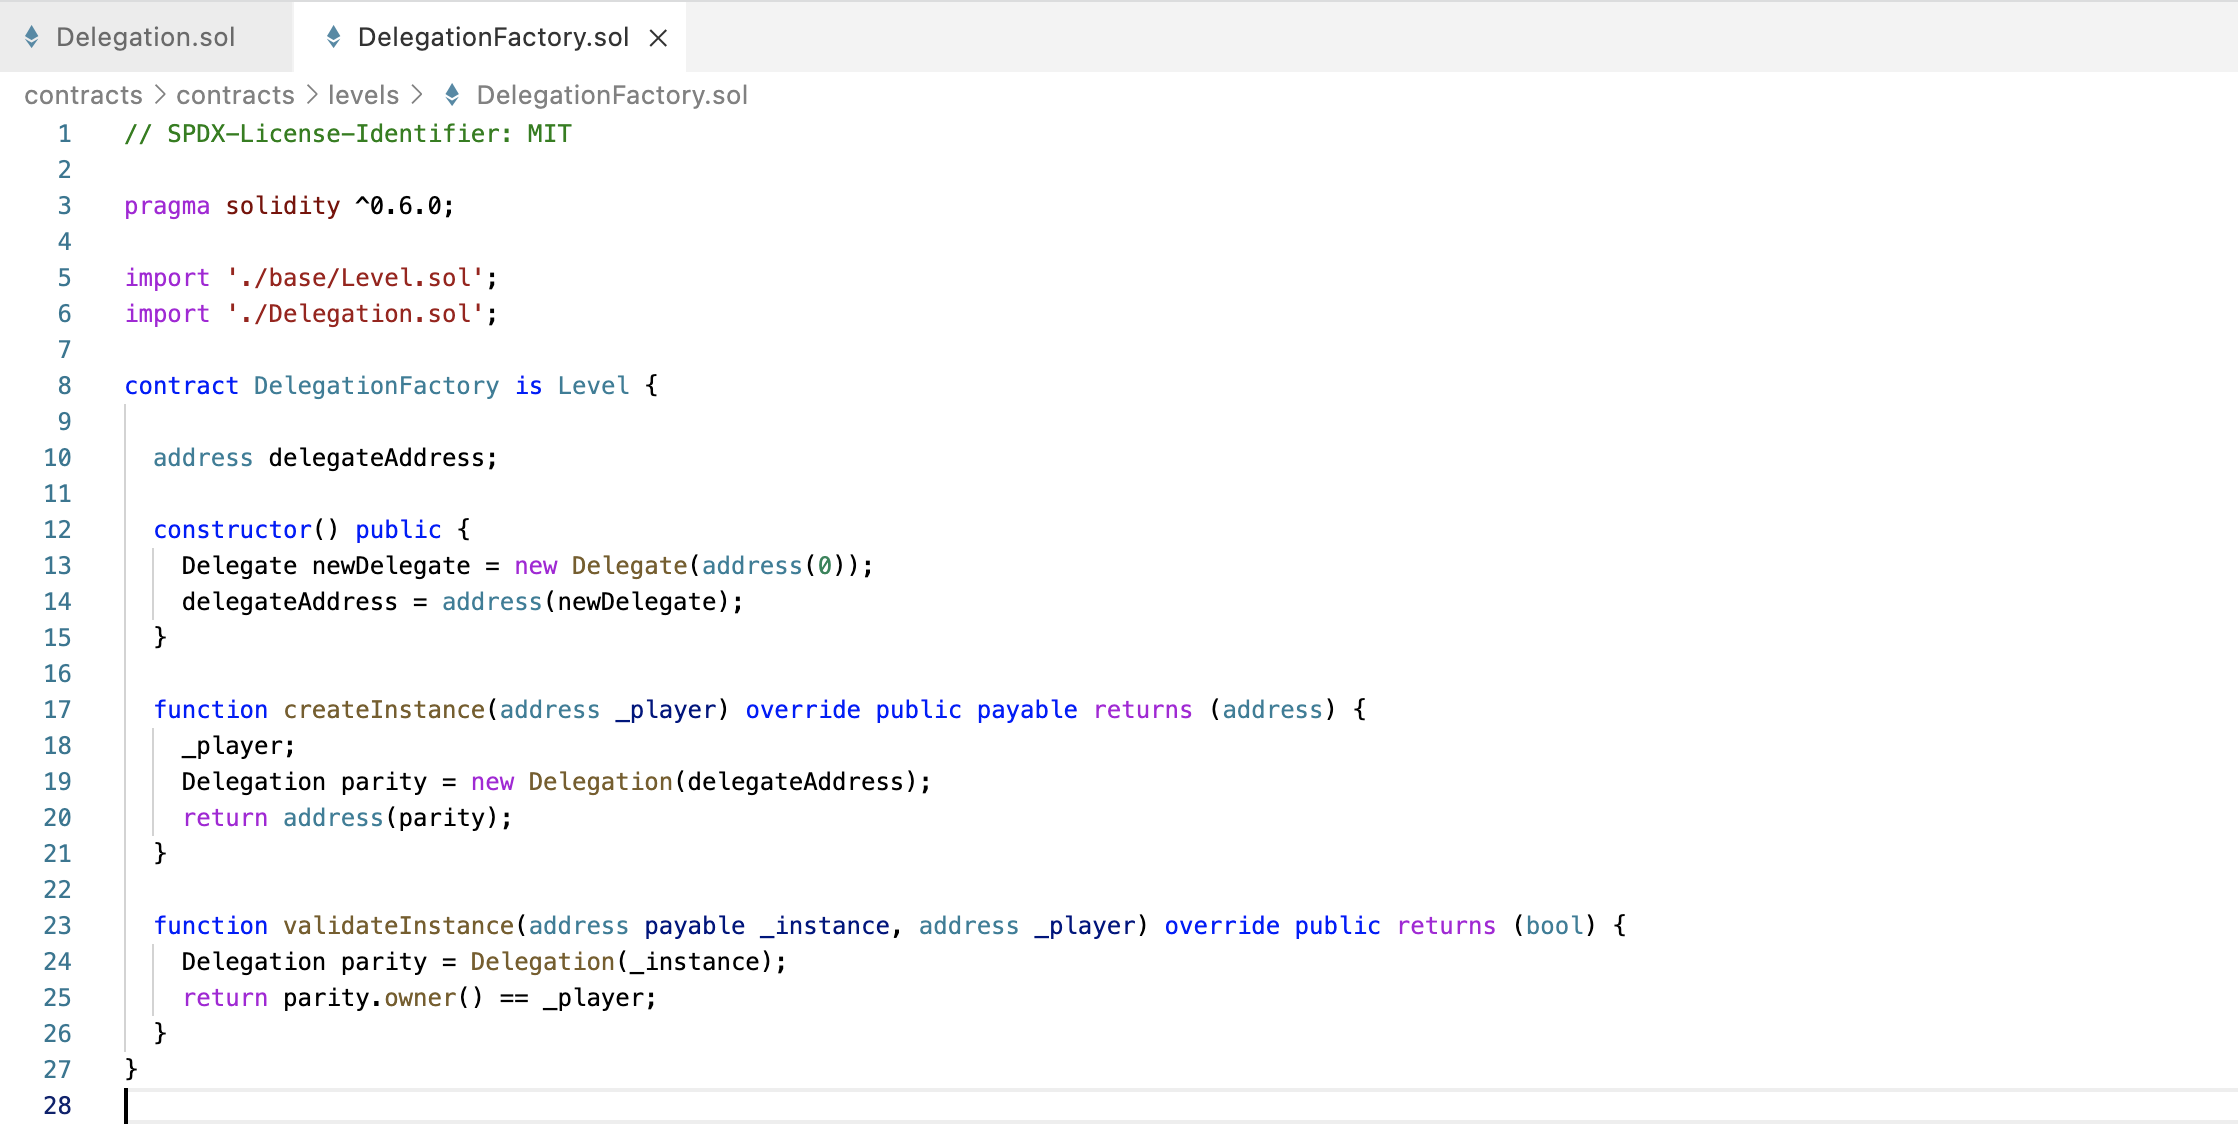 Delegation.sol DelegationFactory.sol
contracts > contracts > levels > DelegationFactory.sol
1 // SPDX-License-Identifier: MIT
2
3 pragma solidity ^0.6.0;
4
5 import './base/Level.sol';
6 import './Delegation.sol';
7
8 contract DelegationFactory is Level {
9
10   address delegateAddress;
11
12   constructor() public {
13     Delegate newDelegate = new Delegate(address(0));
14     delegateAddress = address(newDelegate);
15   }
16
17   function createInstance(address _player) override public payable returns (address) {
18     _player;
19     Delegation parity = new Delegation(delegateAddress);
20     return address(parity);
21   }
22
23   function validateInstance(address payable _instance, address _player) override public returns (bool) {
24     Delegation parity = Delegation(_instance);
25     return parity.owner() == _player;
26   }
27 }
28